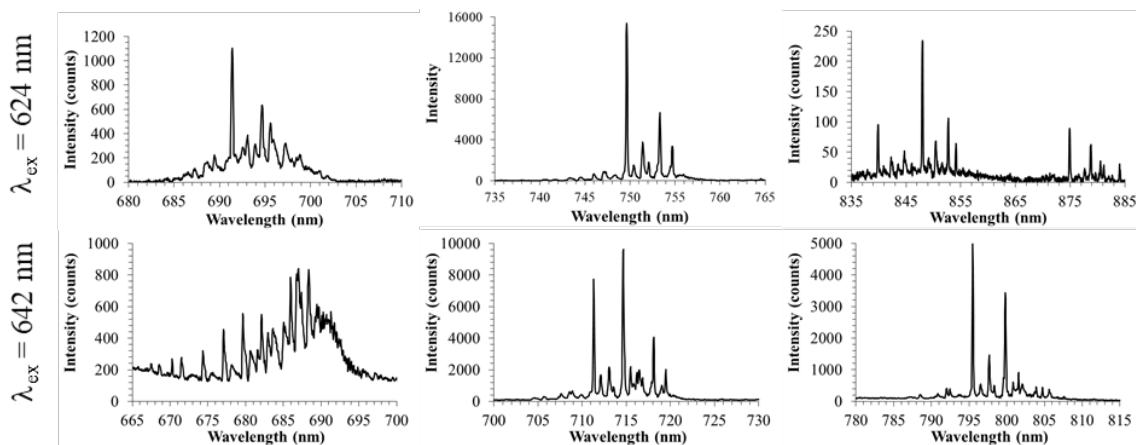 λex = 624 nm
Intensity (counts)
1200
1000
800
600
400
200
0
680 685 690 695 700 705 710
Wavelength (nm)
Intensity
16000
12000
8000
4000
0
735 740 745 750 755 760 765
Wavelength (nm)
Intensity (counts)
250
200
150
100
50
0
835 845 855 865 875 885
Wavelength (nm)
λex = 642 nm
Intensity (counts)
1000
800
600
400
200
0
665 670 675 680 685 690 695 700
Wavelength (nm)
Intensity (counts)
10000
8000
6000
4000
2000
0
700 705 710 715 720 725 730
Wavelength (nm)
Intensity (counts)
5000
4000
3000
2000
1000
0
780 785 790 795 800 805 810 815
Wavelength (nm)